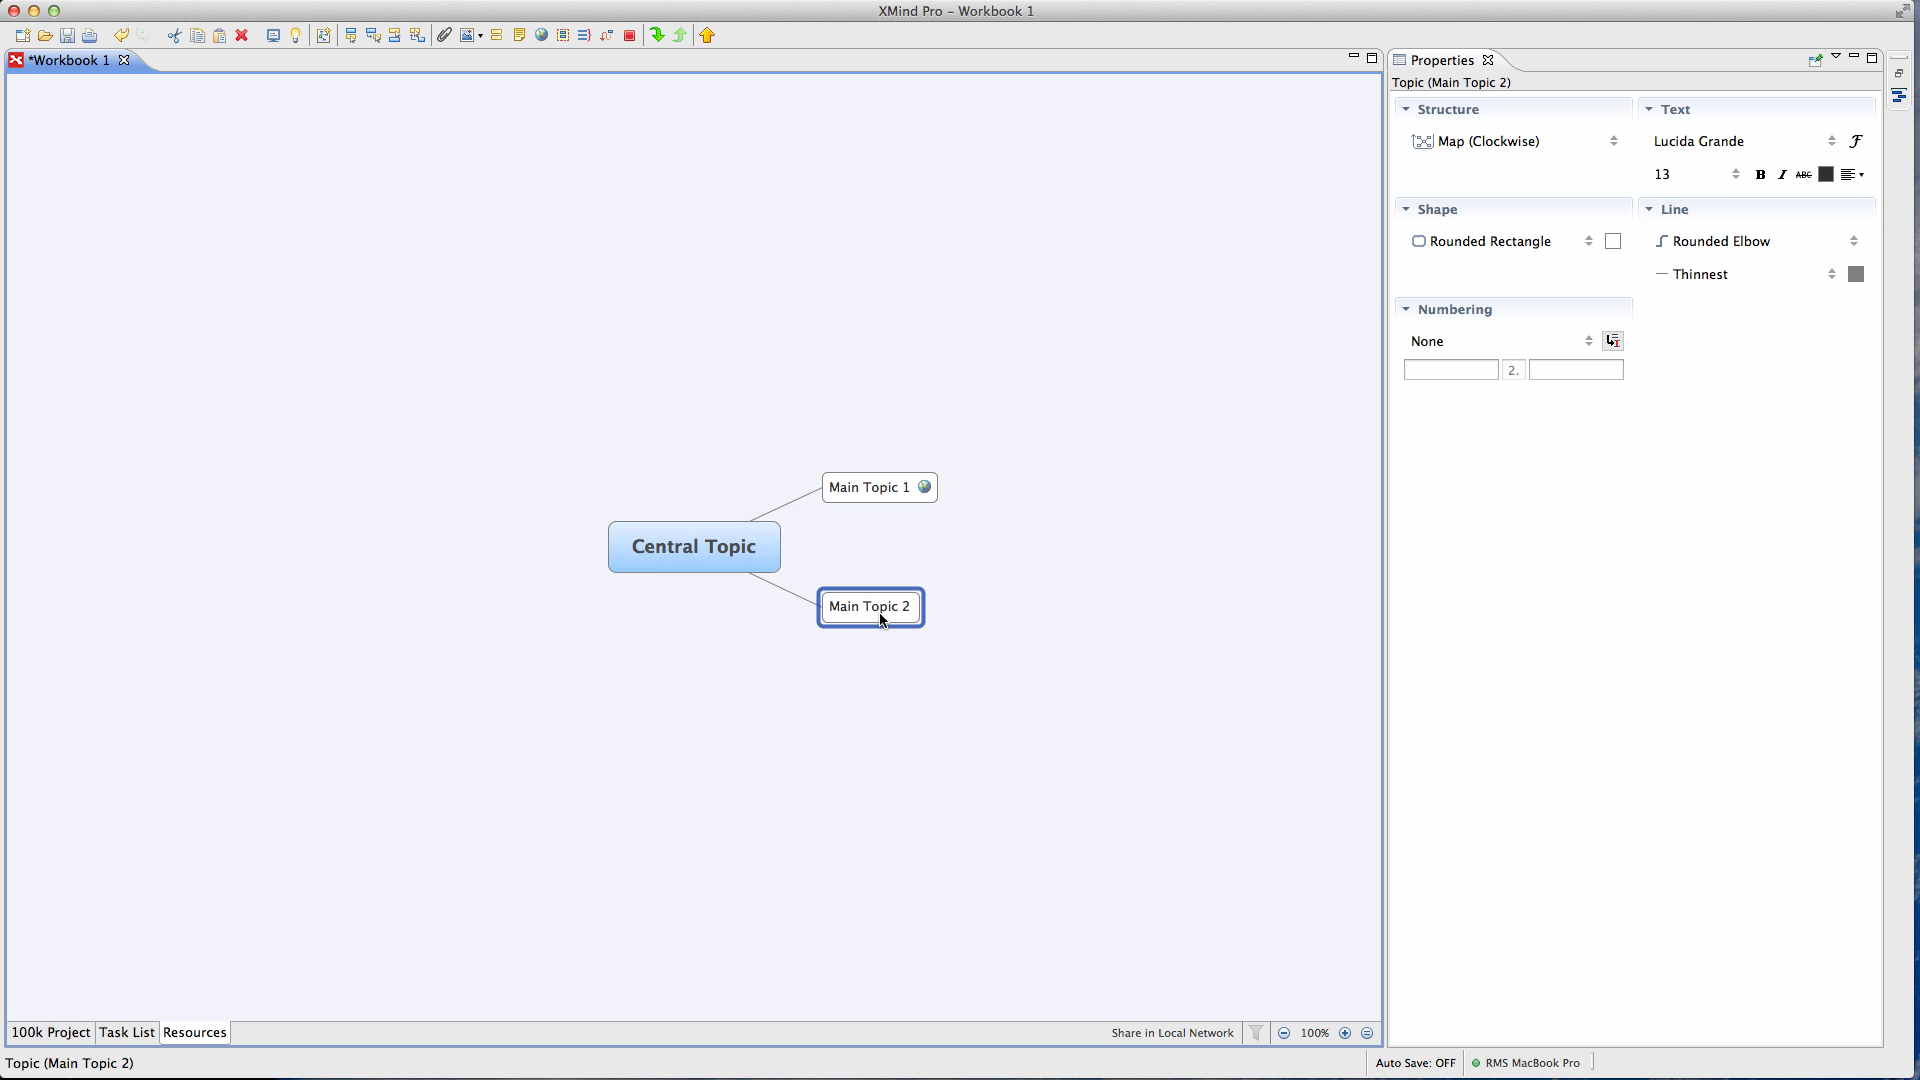 XMind Pro – Workbook 1
*Workbook 1
Properties
Topic (Main Topic 2)
Structure
Text
Map (Clockwise)
Lucida Grande
F
13
B
I
ABC
Shape
Line
Rounded Rectangle
Rounded Elbow
Thinnest
Numbering
None
2.
Main Topic 1
Central Topic
Main Topic 2
100k Project
Task List
Resources
Share in Local Network
100%
Topic (Main Topic 2)
Auto Save: OFF
RMS MacBook Pro